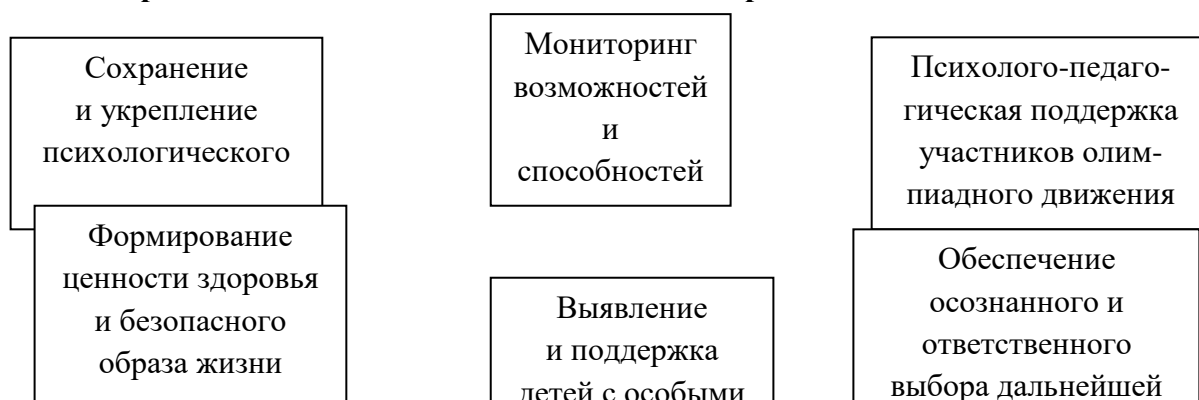 Сохранение
и укрепление
психологического
Формирование
ценности здоровья
и безопасного
образа жизни
Мониторинг
возможностей
и
способностей
Выявление
и поддержка
детей с особыми
Психолого-педаго-
гическая поддержка
участников олим-
пиадного движения
Обеспечение
осознанного и
ответственного
выбора дальнейшей